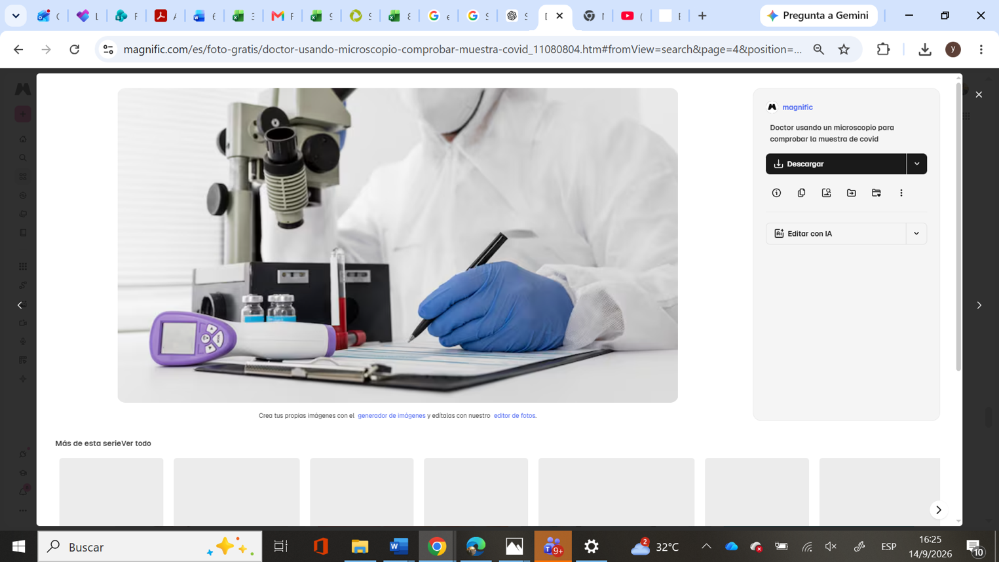 Pregunta a Gemini
magnific.com/es/foto-gratis/doctor-usando-microscopio-comprobar-muestra-covid_11080804.htm#fromView=search&page=4&position=...
y
magnific
Doctor usando un microscopio para
comprobar la muestra de covid
Descargar
Editar con IA
Crea tus propias imágenes con el generador de imágenes y edítalas con nuestro editor de fotos.
Más de esta serieVer todo
Buscar
2
32°C
9+
ESP
16:25
14/9/2026
10